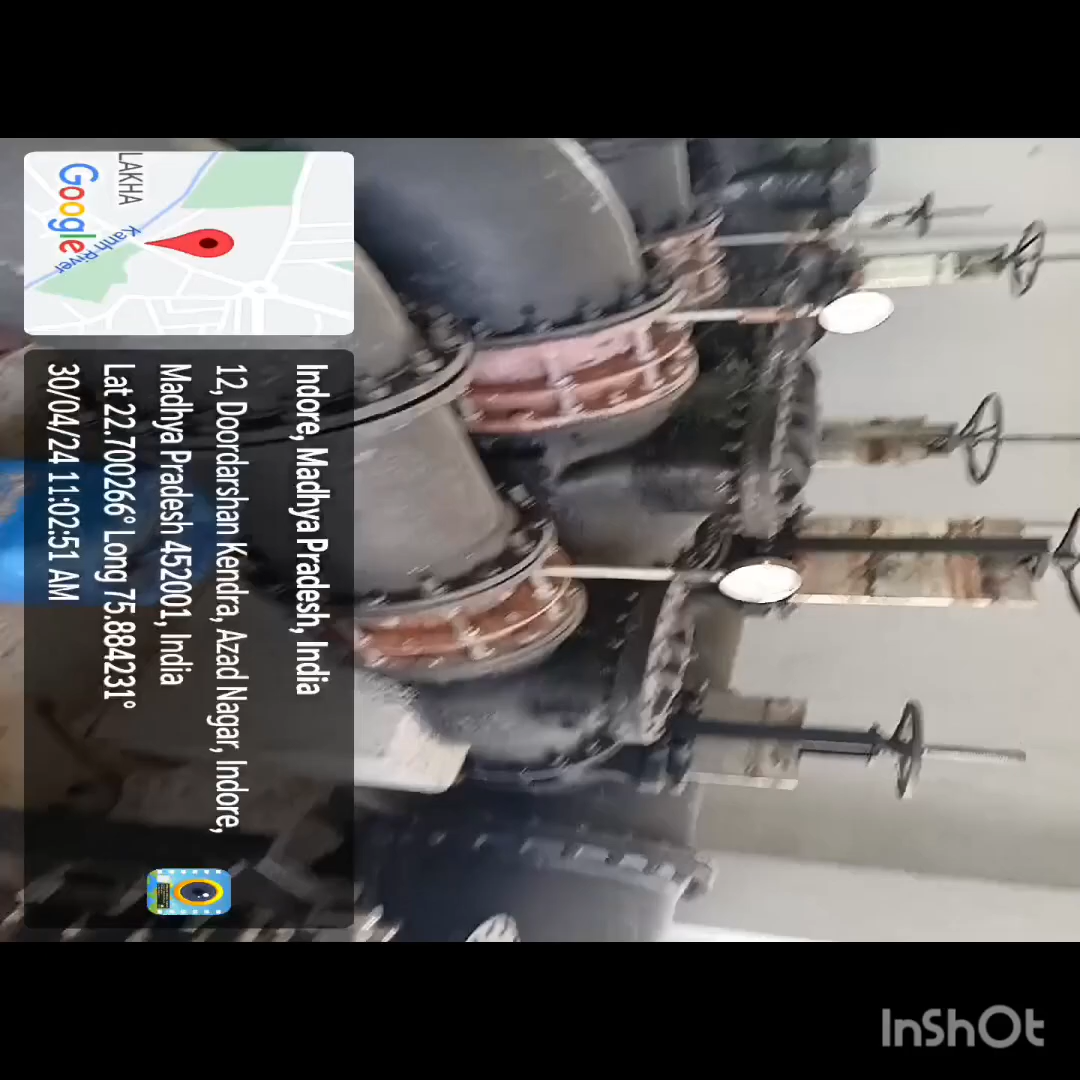 LAKHA
Kanh River
Google
Indore, Madhya Pradesh, India
12, Doordarshan Kendra, Azad Nagar, Indore,
Madhya Pradesh 452001, India
Lat 22.700266° Long 75.884231°
30/04/24 11:02:51 AM
InShOt